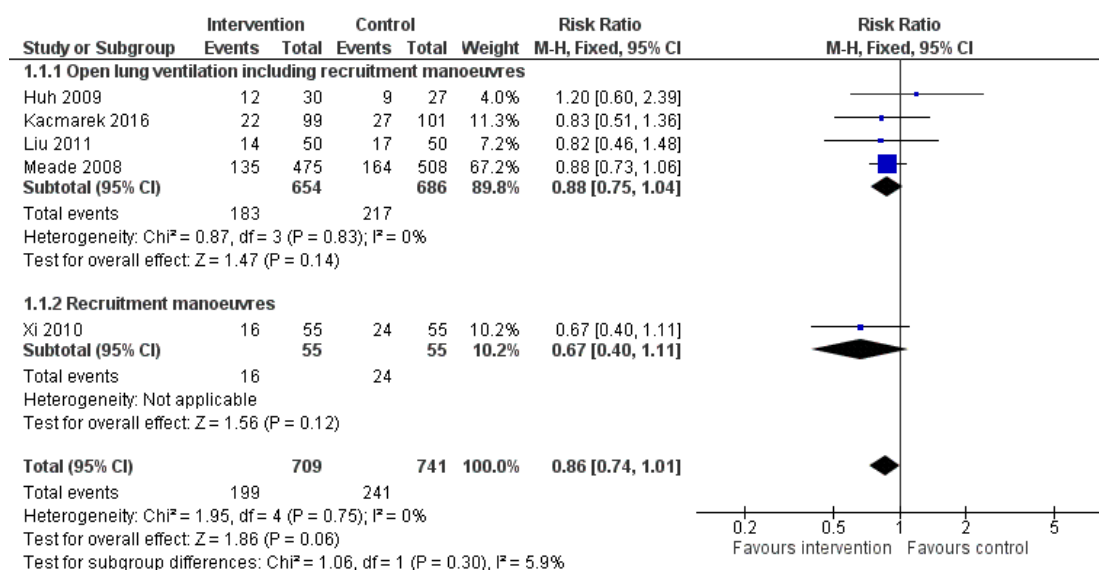 Intervention Control Risk Ratio Risk Ratio
Study or Subgroup Events Total Events Total Weight M-H, Fixed, 95% CI M-H, Fixed, 95% CI
1.1.1 Open lung ventilation including recruitment manoeuvres
Huh 2009 12 30 9 27 4.0% 1.20 [0.60, 2.39]
Kacmarek 2016 22 99 27 101 11.3% 0.83 [0.51, 1.36]
Liu 2011 14 50 17 50 7.2% 0.82 [0.46, 1.48]
Meade 2008 135 475 164 508 67.2% 0.88 [0.73, 1.06]
Subtotal (95% CI) 654 686 89.8% 0.88 [0.75, 1.04]
Total events 183 217
Heterogeneity: Chi² = 0.87, df = 3 (P = 0.83); I² = 0%
Test for overall effect: Z = 1.47 (P = 0.14)
1.1.2 Recruitment manoeuvres
Xi 2010 16 55 24 55 10.2% 0.67 [0.40, 1.11]
Subtotal (95% CI) 55 55 10.2% 0.67 [0.40, 1.11]
Total events 16 24
Heterogeneity: Not applicable
Test for overall effect: Z = 1.56 (P = 0.12)
Total (95% CI) 709 741 100.0% 0.86 [0.74, 1.01]
Total events 199 241
Heterogeneity: Chi² = 1.95, df = 4 (P = 0.75); I² = 0%
Test for overall effect: Z = 1.86 (P = 0.06)
Test for subgroup differences: Chi² = 1.06, df = 1 (P = 0.30), I² = 5.9%
0.2 0.5 1 2 5
Favours intervention Favours control